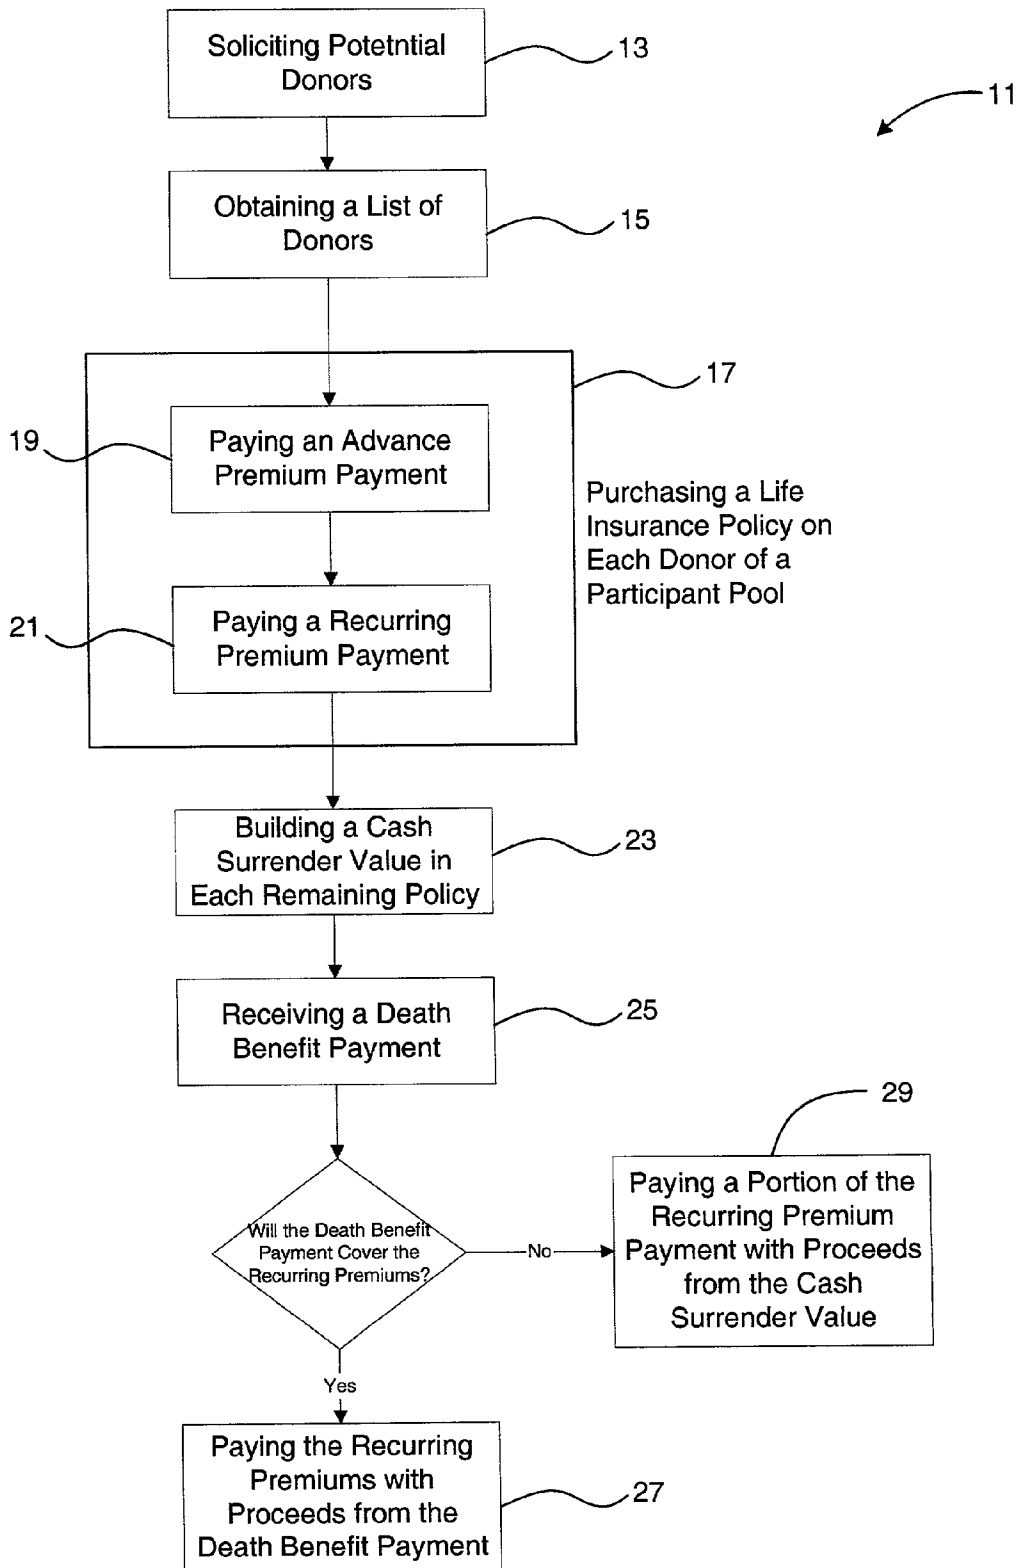 Soliciting Potetntial
Donors
13
11
Obtaining a List of
Donors
15
17
19
Paying an Advance
Premium Payment
Purchasing a Life
Insurance Policy on
Each Donor of a
Participant Pool
21
Paying a Recurring
Premium Payment
Building a Cash
Surrender Value in
Each Remaining Policy
23
Receiving a Death
Benefit Payment
25
29
Will the Death Benefit
Payment Cover the
Recurring Premiums?
No
Paying a Portion of the
Recurring Premium
Payment with Proceeds
from the Cash
Surrender Value
Yes
Paying the Recurring
Premiums with
Proceeds from the
Death Benefit Payment
27